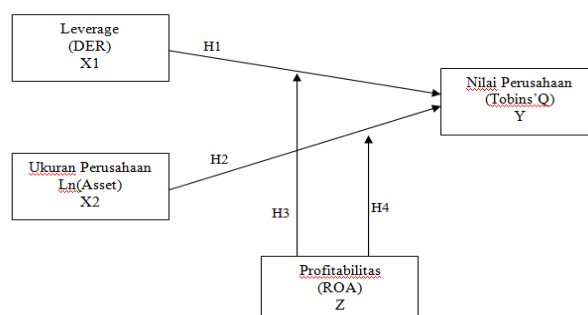 Leverage
(DER)
X1
H1
Nilai Perusahaan
(Tobins’Q)
Y
H2
Ukuran Perusahaan
Ln(Asset)
X2
H3
H4
Profitabilitas
(ROA)
Z